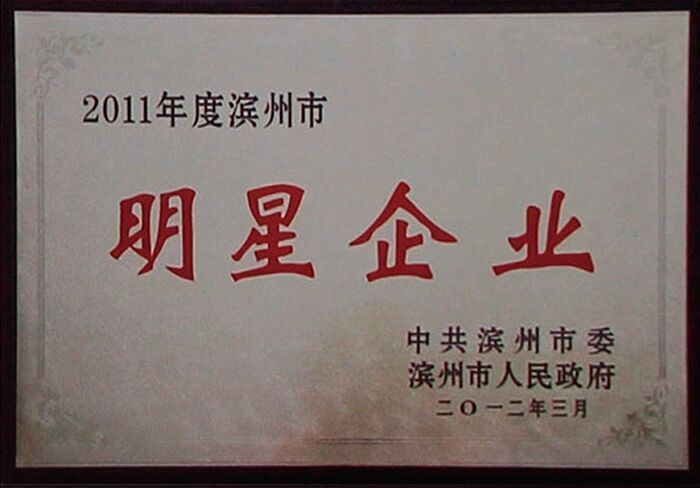 2011年度滨州市
明星企业
中共滨州市委
滨州市人民政府
二〇一二年三月